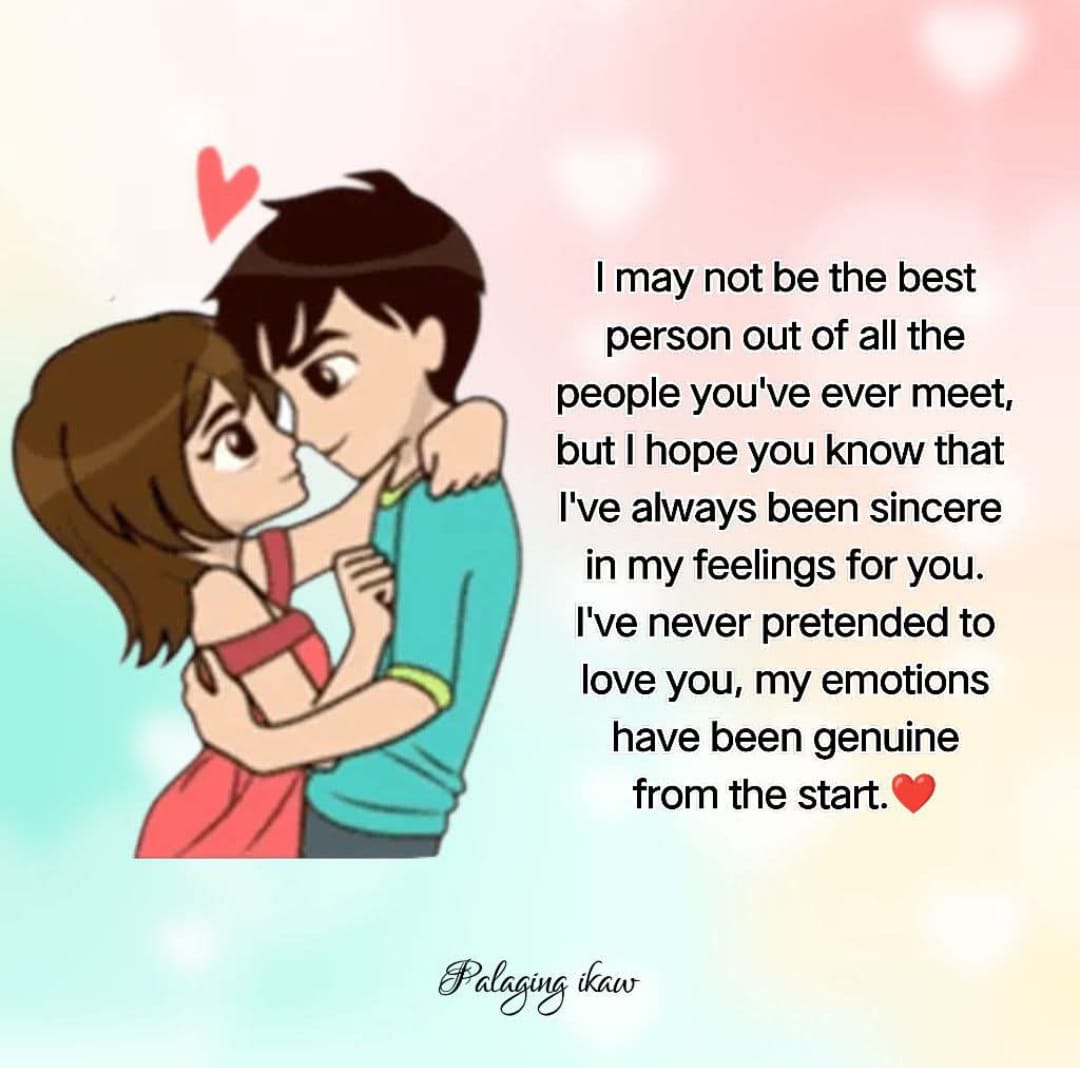 I may not be the best
person out of all the
people you've ever meet,
but I hope you know that
I've always been sincere
in my feelings for you.
I've never pretended to
love you, my emotions
have been genuine
from the start.❤️
Palaging ikaw